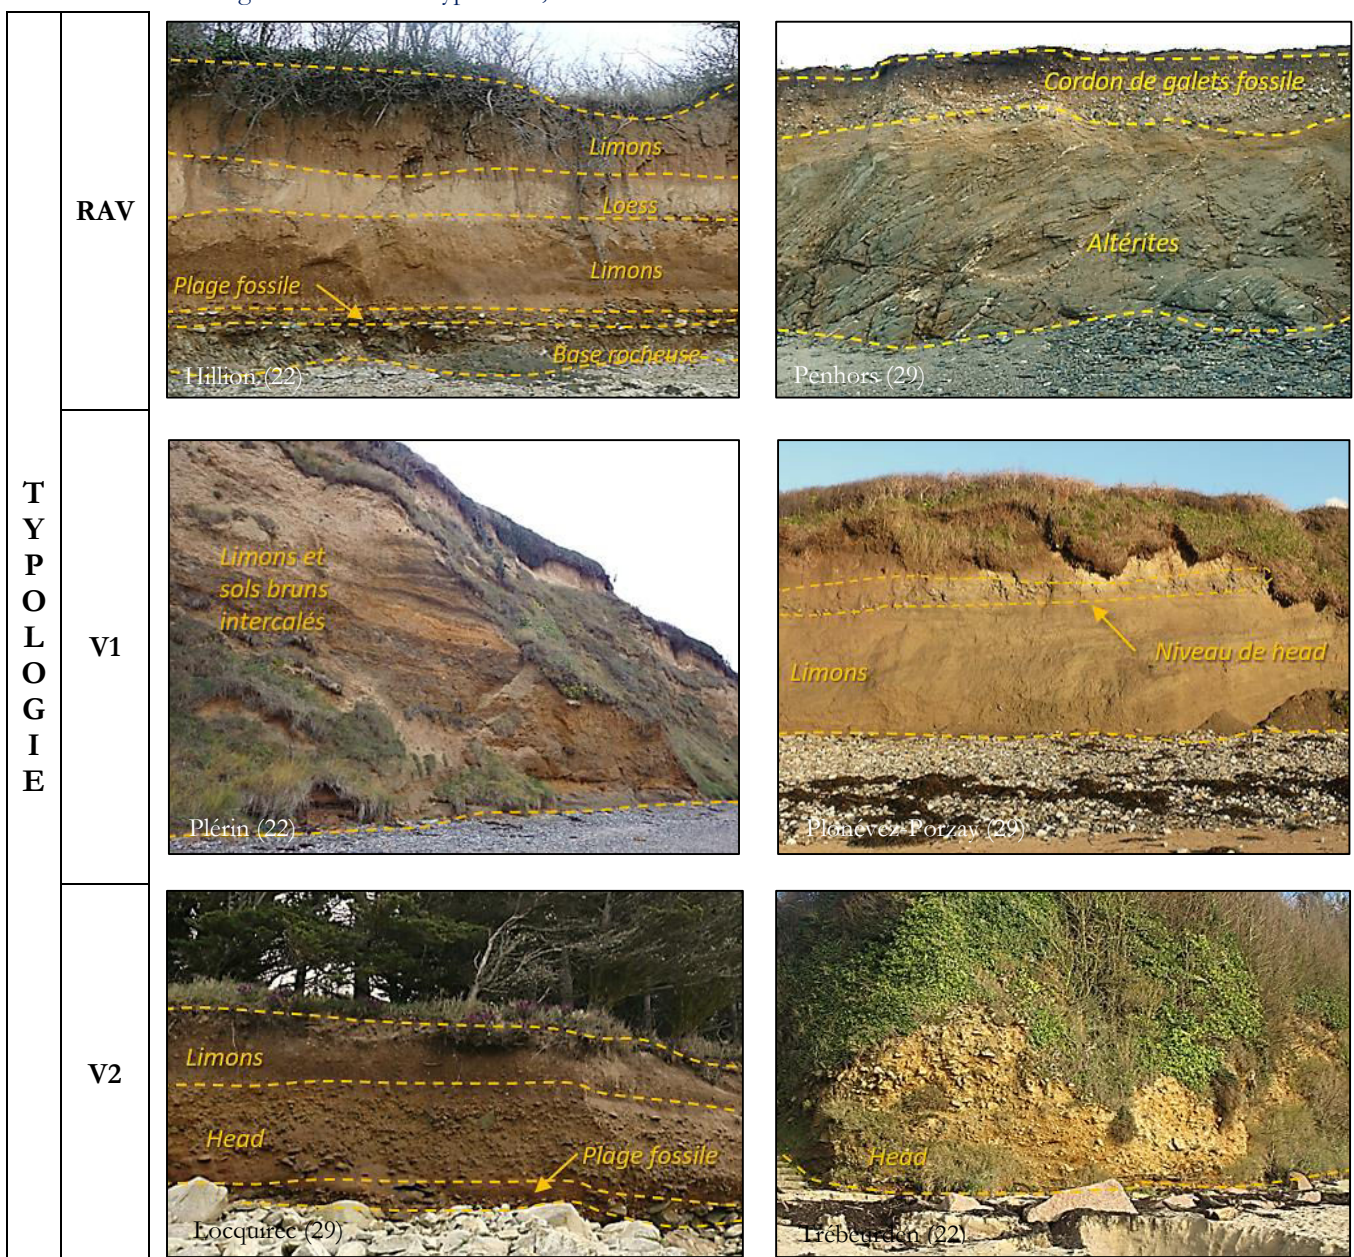 RAV
Limons
Loess
Limons
Plage fossile
Base rocheuse
Hillion (22)
Cordon de galets fossile
Altérites
Penhors (29)
TYPOLOGIE
V1
Limons et
sols bruns
intercalés
Plérin (22)
Niveau de head
Limons
Plonévez-Porzay (29)
V2
Limons
Head
Plage fossile
Locquirec (29)
Head
Trébeurden (22)